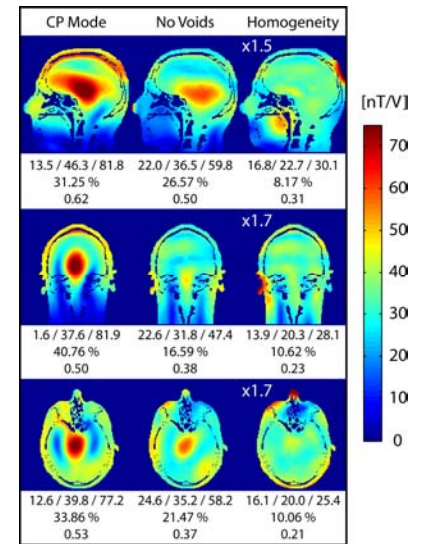 CP Mode No Voids Homogeneity
x1.5
[nT/V]
13.5 / 46.3 / 81.8 22.0 / 36.5 / 59.8 16.8/ 22.7 / 30.1
31.25 % 26.57 % 8.17 %
0.62 0.50 0.31
x1.7
1.6 / 37.6 / 81.9 22.6 / 31.8 / 47.4 13.9 / 20.3 / 28.1
40.76 % 16.59 % 10.62 %
0.50 0.38 0.23
x1.7
12.6 / 39.8 / 77.2 24.6 / 35.2 / 58.2 16.1 / 20.0 / 25.4
33.86 % 21.47 % 10.06 %
0.53 0.37 0.21
70
60
50
40
30
20
10
0